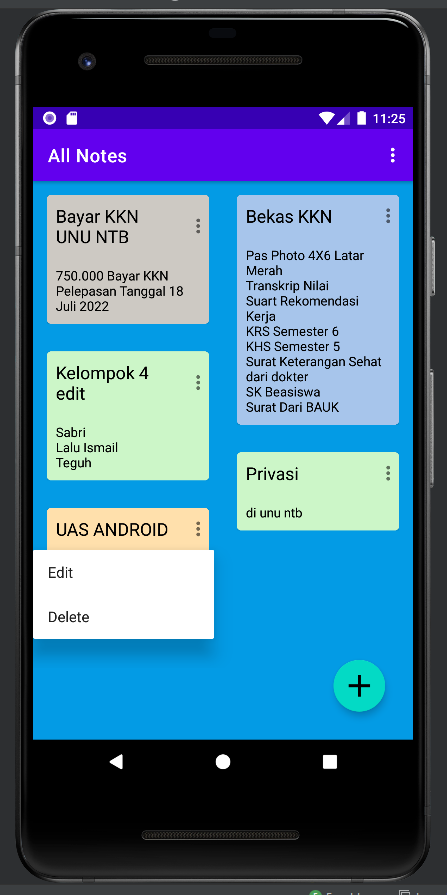 11:25
All Notes
Bayar KKN
UNU NTB
750.000 Bayar KKN
Pelepasan Tanggal 18
Juli 2022
Bekas KKN
Pas Photo 4X6 Latar
Merah
Transkrip Nilai
Suart Rekomendasi
Kerja
KRS Semester 6
KHS Semester 5
Surat Keterangan Sehat
dari dokter
SK Beasiswa
Surat Dari BAUK
Kelompok 4
edit
Sabri
Lalu Ismail
Teguh
Privasi
di unu ntb
UAS ANDROID
Edit
Delete